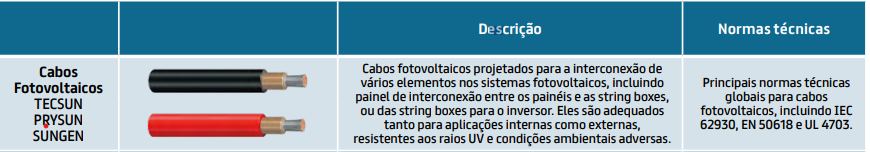 Descrição
Normas técnicas
Cabos
Fotovoltaicos
TECSUN
PRYSUN
SUNGEN
Cabos fotovoltaicos projetados para a interconexão de
vários elementos nos sistemas fotovoltaicos, incluindo
painel de interconexão entre os painéis e as string boxes,
ou das string boxes para o inversor. Eles são adequados
tanto para aplicações internas como externas,
resistentes aos raios UV e condições ambientais adversas.
Principais normas técnicas
globais para cabos
fotovoltaicos, incluindo IEC
62930, EN 50618 e UL 4703.